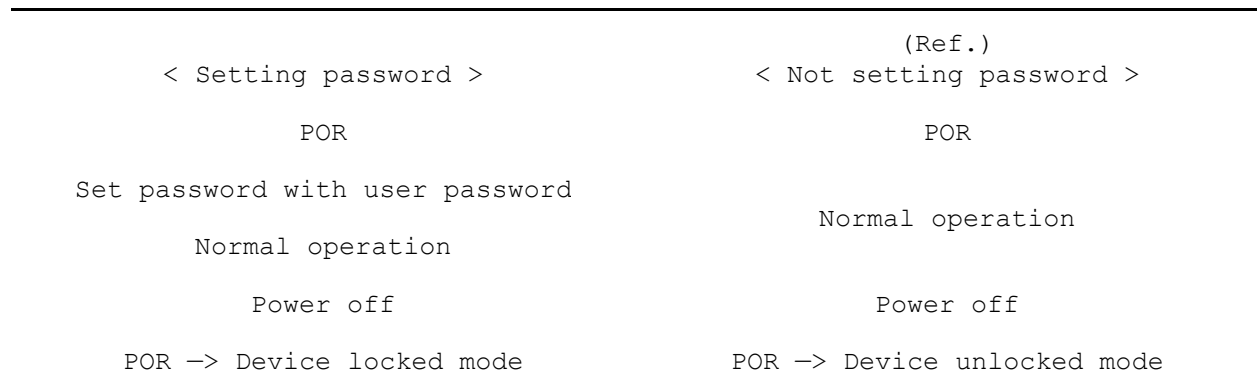 (Ref.)
< Setting password > < Not setting password >
POR POR
Set password with user password
Normal operation
Normal operation
Power off Power off
POR —> Device locked mode POR —> Device unlocked mode